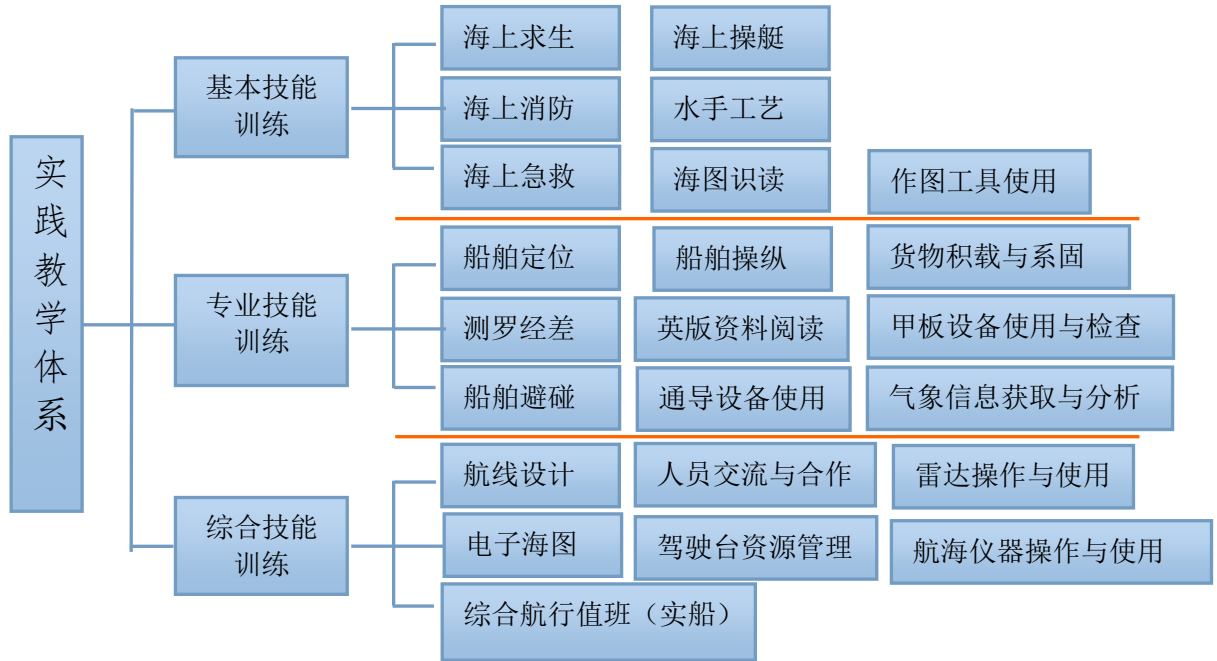 实践教学体系
基本技能
训练
海上求生
海上操艇
海上消防
水手工艺
海上急救
海图识读
作图工具使用
专业技能
训练
船舶定位
船舶操纵
货物积载与系固
测罗经差
英版资料阅读
甲板设备使用与检查
船舶避碰
通导设备使用
气象信息获取与分析
综合技能
训练
航线设计
人员交流与合作
雷达操作与使用
电子海图
驾驶台资源管理
航海仪器操作与使用
综合航行值班（实船）